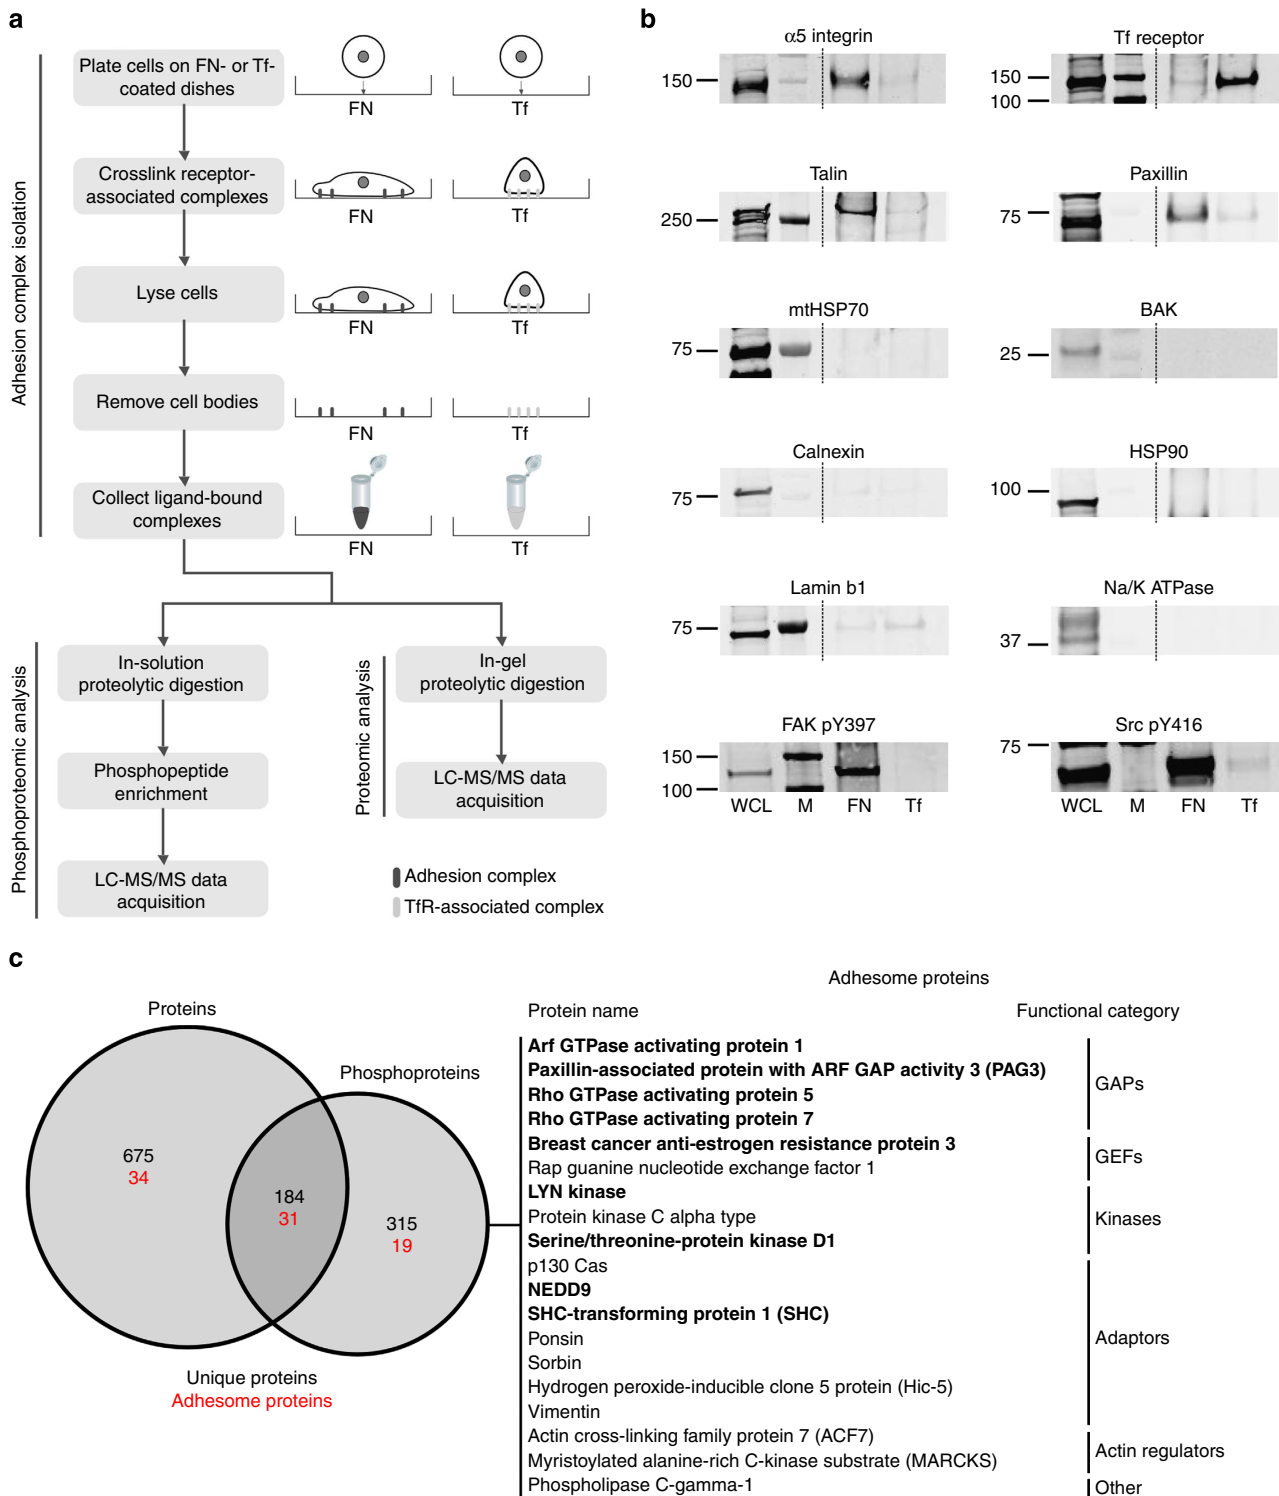 a
Adhesion complex isolation
Plate cells on FN- or Tf-
coated dishes
FN
Tf
Crosslink receptor-
associated complexes
FN
Tf
Lyse cells
FN
Tf
Remove cell bodies
FN
Tf
Collect ligand-bound
complexes
FN
Tf
Phosphoproteomic analysis
In-solution
proteolytic digestion
Phosphopeptide
enrichment
LC-MS/MS data
acquisition
Proteomic analysis
In-gel
proteolytic digestion
LC-MS/MS data
acquisition
Adhesion complex
TfR-associated complex
b
α5 integrin
150
Tf receptor
150
100
Talin
250
Paxillin
75
mtHSP70
75
BAK
25
Calnexin
75
HSP90
100
Lamin b1
75
Na/K ATPase
37
FAK pY397
150
100
WCL M FN Tf
Src pY416
75
WCL M FN Tf
c
Proteins
Phosphoproteins
675
34
184
31
315
19
Unique proteins
Adhesome proteins
Adhesome proteins
Protein name
Functional category
Arf GTPase activating protein 1
Paxillin-associated protein with ARF GAP activity 3 (PAG3)
Rho GTPase activating protein 5
Rho GTPase activating protein 7
GAPs
Breast cancer anti-estrogen resistance protein 3
Rap guanine nucleotide exchange factor 1
GEFs
LYN kinase
Protein kinase C alpha type
Serine/threonine-protein kinase D1
Kinases
p130 Cas
NEDD9
SHC-transforming protein 1 (SHC)
Ponsin
Sorbin
Hydrogen peroxide-inducible clone 5 protein (Hic-5)
Vimentin
Adaptors
Actin cross-linking family protein 7 (ACF7)
Myristoylated alanine-rich C-kinase substrate (MARCKS)
Actin regulators
Phospholipase C-gamma-1
Other